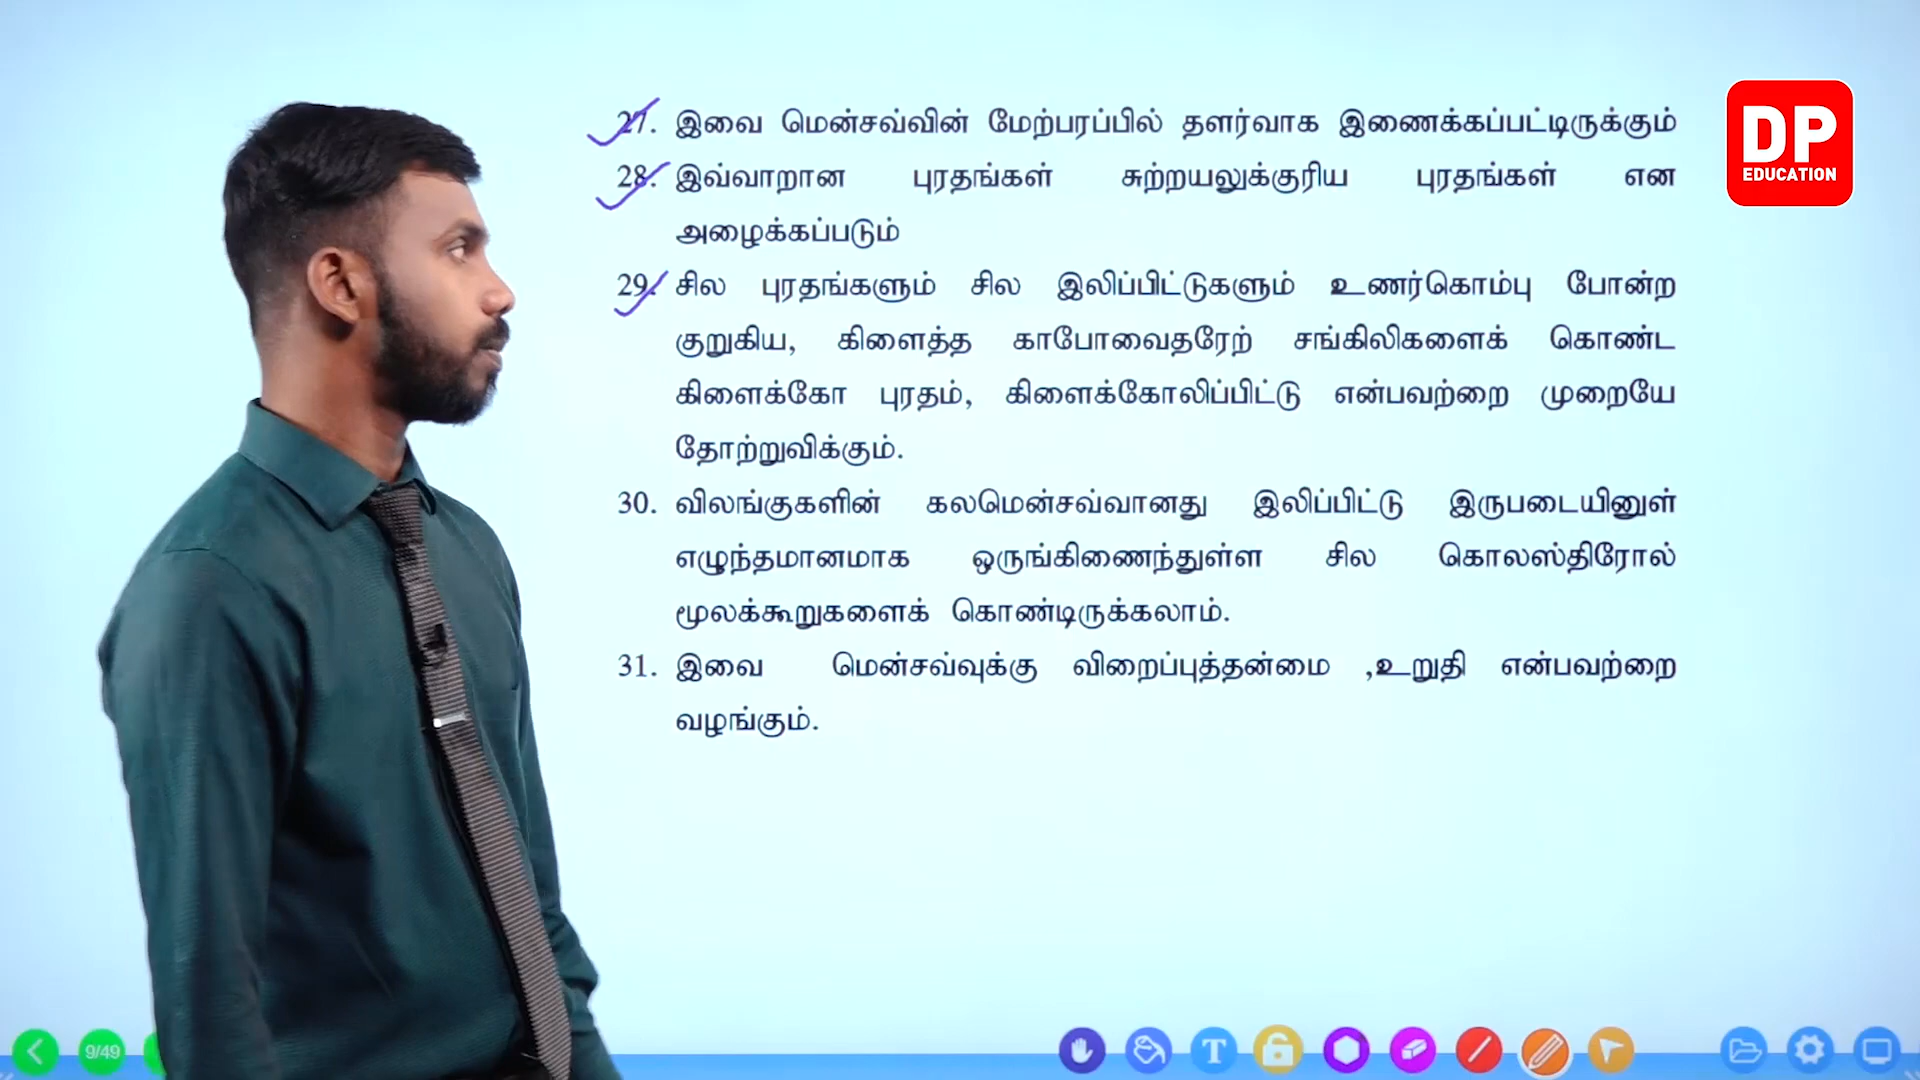 27. இவை மென்சவ்வின் மேற்பரப்பில் தளர்வாக இணைக்கப்பட்டிருக்கும்
DP
EDUCATION
28. இவ்வாறான புரதங்கள் சுற்றயலுக்குரிய புரதங்கள் என
அழைக்கப்படும்
29. சில புரதங்களும் சில இலிப்பிட்டுகளும் உணர்கொம்பு போன்ற
குறுகிய, கிளைத்த காபோவைதரேற் சங்கிலிகளைக் கொண்ட
கிளைக்கோ புரதம், கிளைக்கோலிப்பிட்டு என்பவற்றை முறையே
தோற்றுவிக்கும்.
30. விலங்குகளின் கலமென்சவ்வானது இலிப்பிட்டு இருபடையினுள்
எழுந்தமானமாக ஒருங்கிணைந்துள்ள சில கொலஸ்திரோல்
மூலக்கூறுகளைக் கொண்டிருக்கலாம்.
31. இவை மென்சவ்வுக்கு விறைப்புத்தன்மை ,உறுதி என்பவற்றை
வழங்கும்.
9/49
T